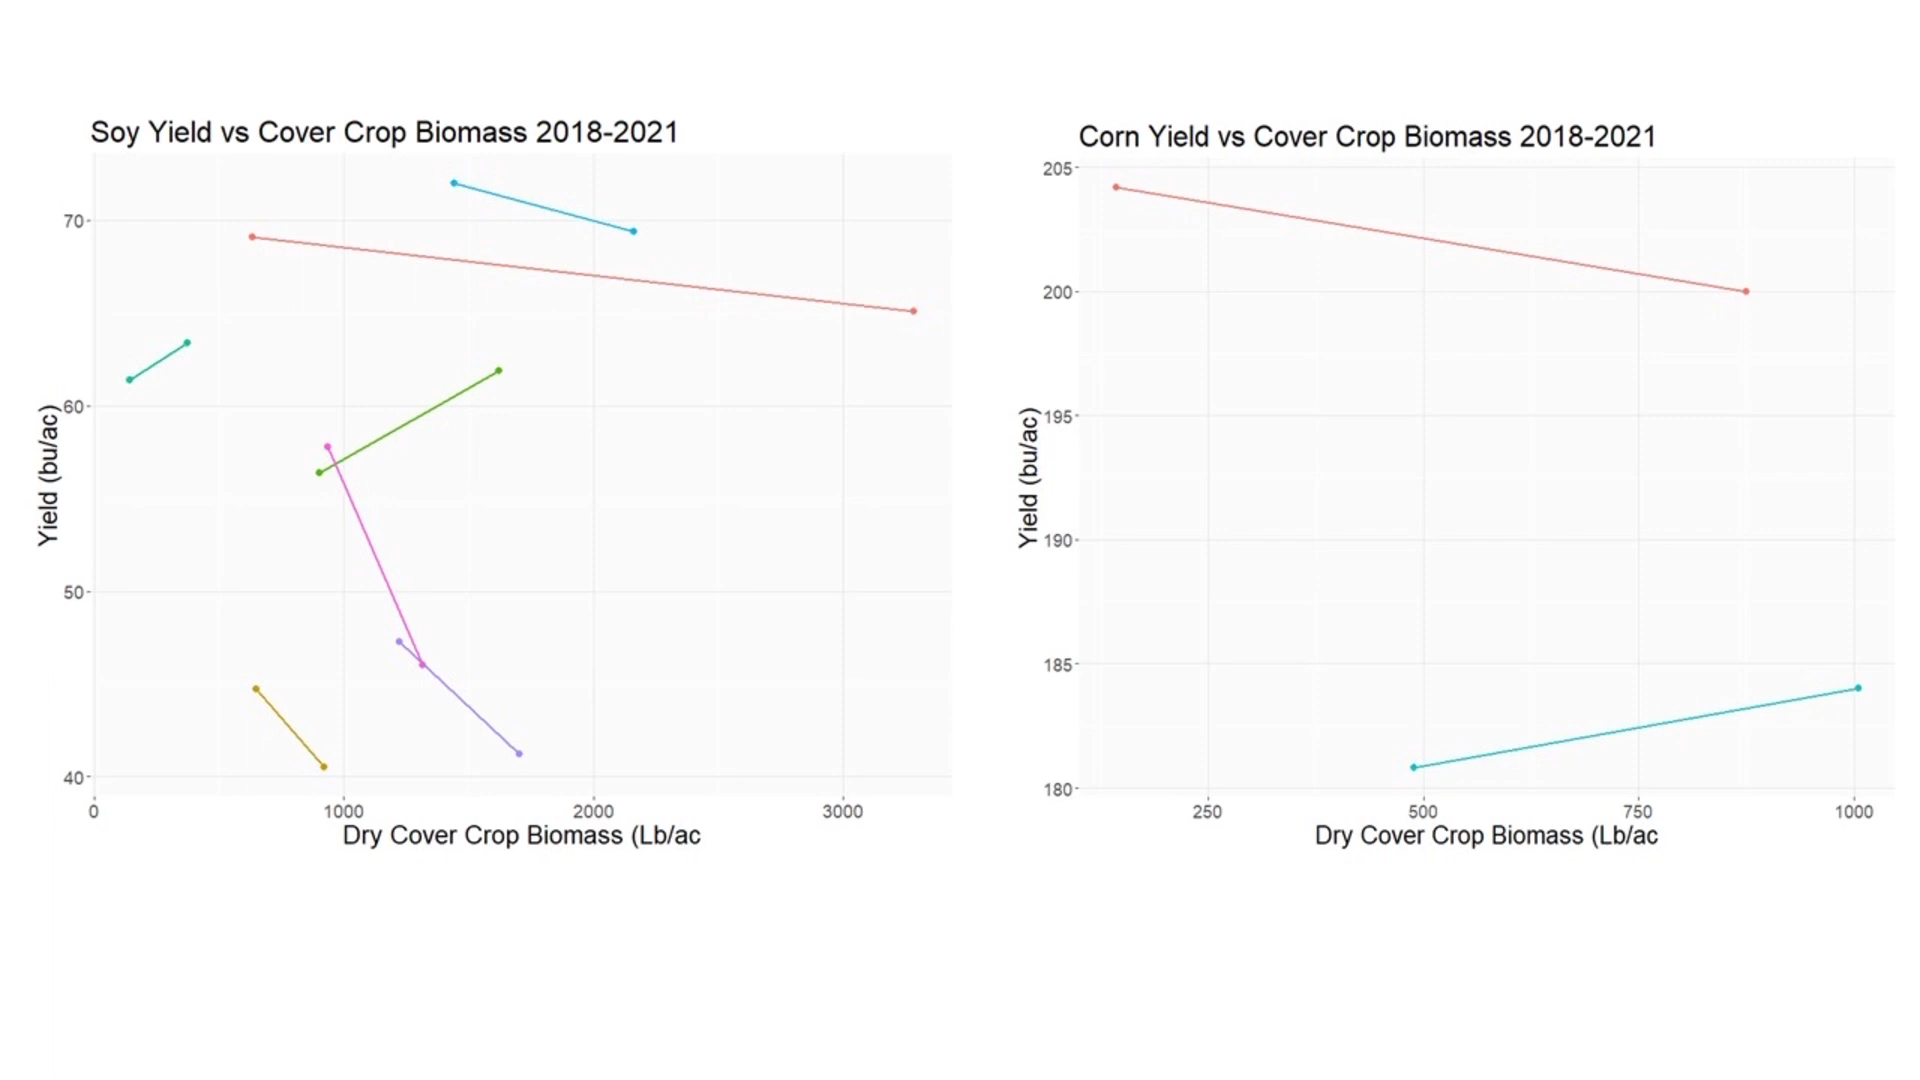 Soy Yield vs Cover Crop Biomass 2018-2021
70
60
50
40
Yield (bu/ac)
0 1000 2000 3000
Dry Cover Crop Biomass (Lb/ac
Corn Yield vs Cover Crop Biomass 2018-2021
205
200
195
190
185
180
Yield (bu/ac)
250 500 750 1000
Dry Cover Crop Biomass (Lb/ac